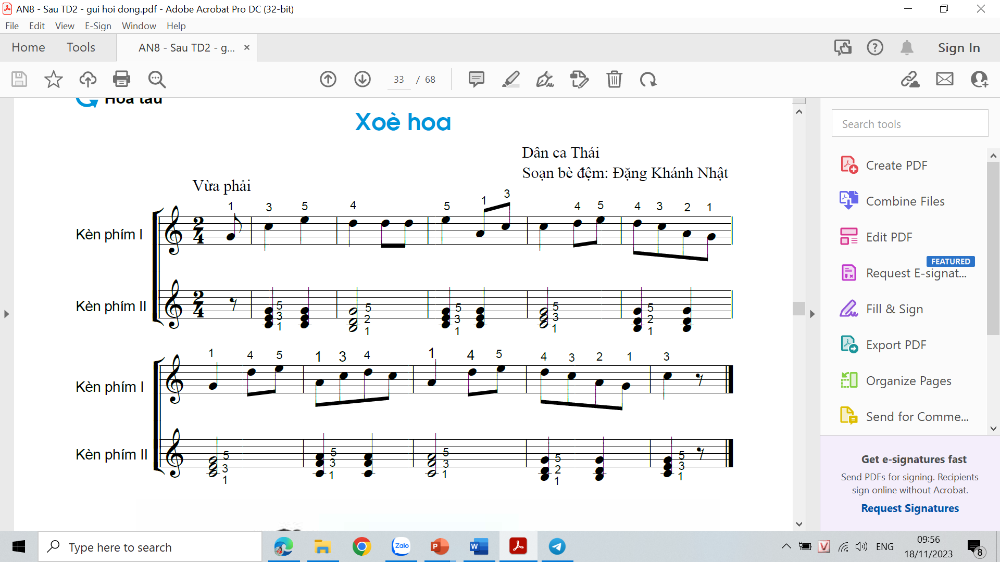 AN8 - Sau TD2 - gui hoi dong.pdf - Adobe Acrobat Pro DC (32-bit)
File Edit View E-Sign Window Help
Home Tools AN8 - Sau TD2 - g... × Sign In
33 / 68
Hoà tấu
Xoè hoa
Dân ca Thái
Soạn bè đệm: Đặng Khánh Nhật
Vừa phải
1 3 5 4 5 1 3 4 5 4 3 2 1
Kèn phím I
2 4
Kèn phím II
2 4
5 3 1 5 2 1 5 3 1 5 3 1 5 2 1
1 4 5 1 3 4 1 4 5 4 3 2 1 3
Kèn phím I
Kèn phím II
5 3 1 5 3 1 5 3 1 5 2 1 5 3 1
Search tools
Create PDF
Combine Files
Edit PDF
FEATURED
Request E-signat...
Fill & Sign
Export PDF
Organize Pages
Send for Comme...
Get e-signatures fast
Send PDFs for signing. Recipients
sign online without Acrobat.
Request Signatures
Type here to search
Zalo
P
W
V
ENG
09:56
18/11/2023
8